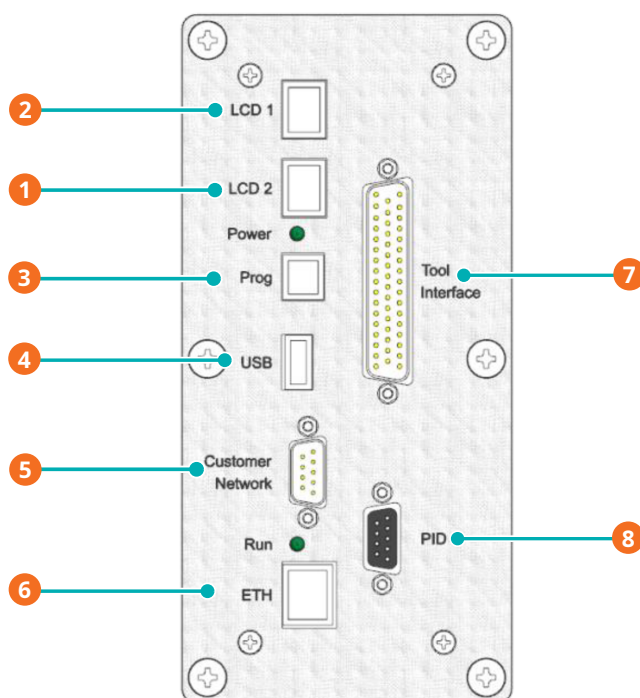 2
LCD 1
1
LCD 2
Power
3
Prog
7
Tool
Interface
4
USB
5
Customer
Network
Run
8
PID
6
ETH